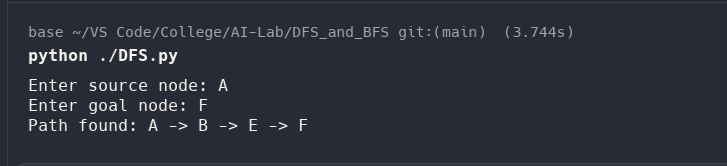 base ~/VS Code/College/AI-Lab/DFS_and_BFS git:(main) (3.744s)
python ./DFS.py
Enter source node: A
Enter goal node: F
Path found: A -> B -> E -> F